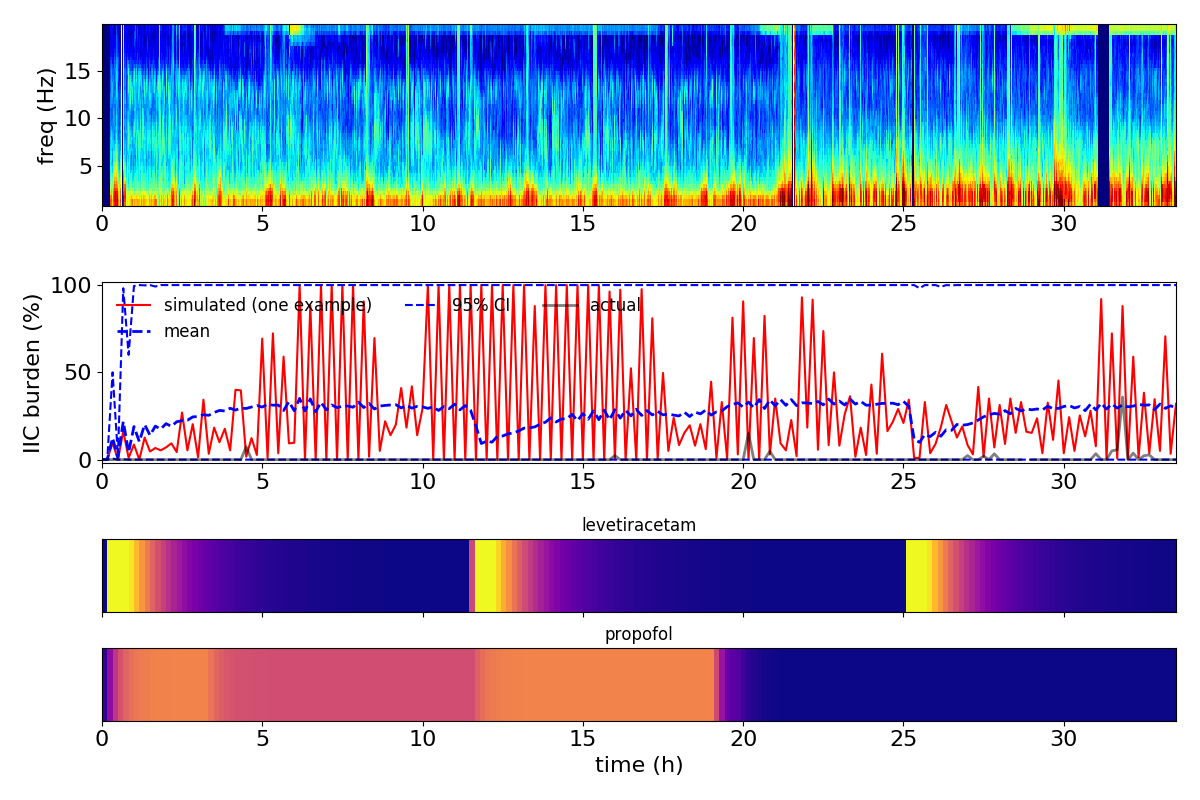 freq (Hz)
15
10
5
0 5 10 15 20 25 30
IIC burden (%)
100
50
0
simulated (one example) 95% CI actual
mean
0 5 10 15 20 25 30
levetiracetam
propofol
0 5 10 15 20 25 30
time (h)